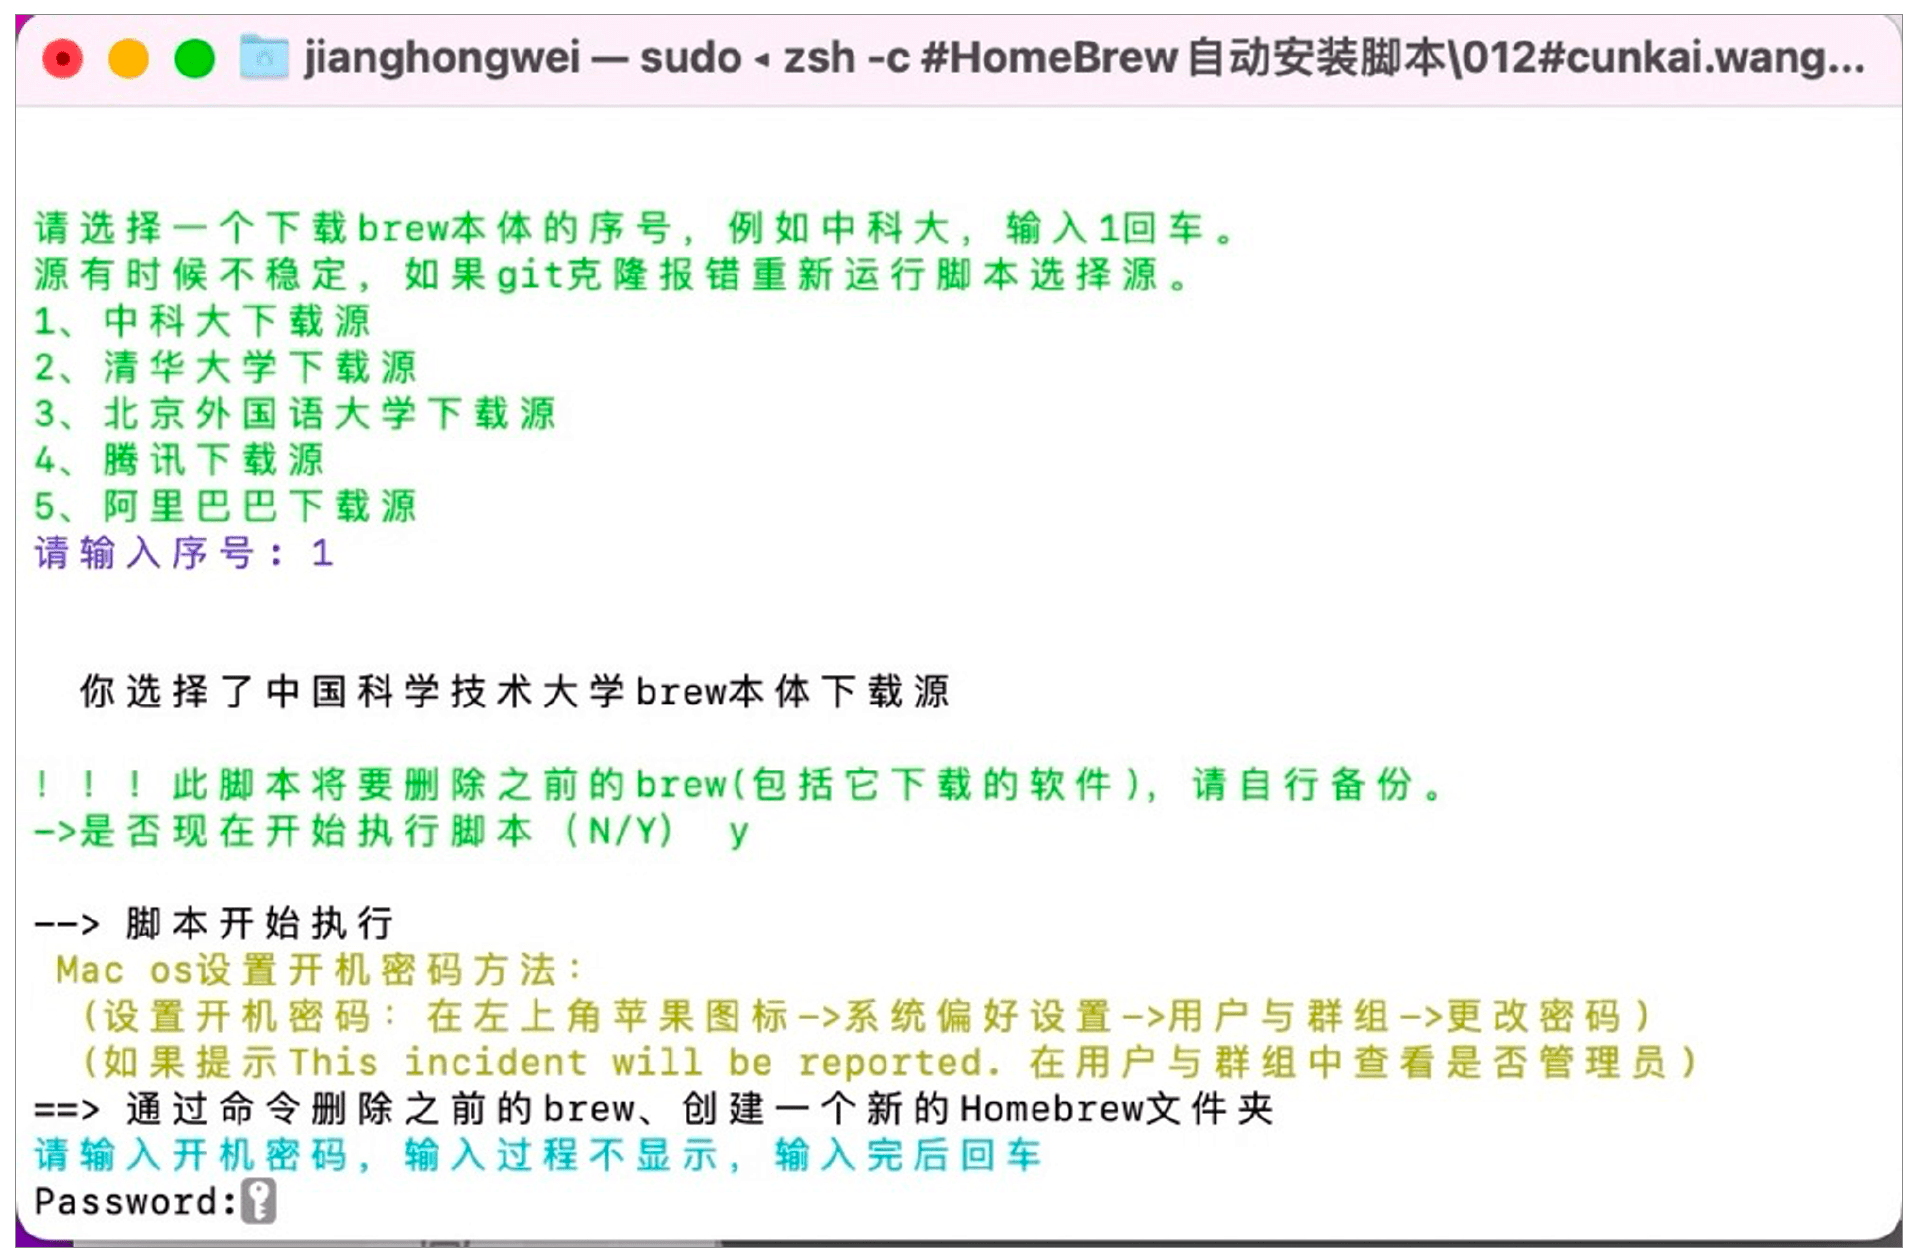 jianghongwei — sudo ◂ zsh -c #HomeBrew自动安装脚本\012#cunkai.wang...
请选择一个下载brew本体的序号，例如中科大，输入1回车。
源有时候不稳定，如果git克隆报错重新运行脚本选择源。
1、中科大下载源
2、清华大学下载源
3、北京外国语大学下载源
4、腾讯下载源
5、阿里巴巴下载源
请输入序号: 1
你选择了中国科学技术大学brew本体下载源
！！！此脚本将要删除之前的brew(包括它下载的软件)，请自行备份。
->是否现在开始执行脚本（N/Y） y
--> 脚本开始执行
Mac os设置开机密码方法：
(设置开机密码：在左上角苹果图标->系统偏好设置->用户与群组->更改密码)
(如果提示This incident will be reported. 在用户与群组中查看是否管理员)
==> 通过命令删除之前的brew、创建一个新的Homebrew文件夹
请输入开机密码，输入过程不显示，输入完后回车
Password: